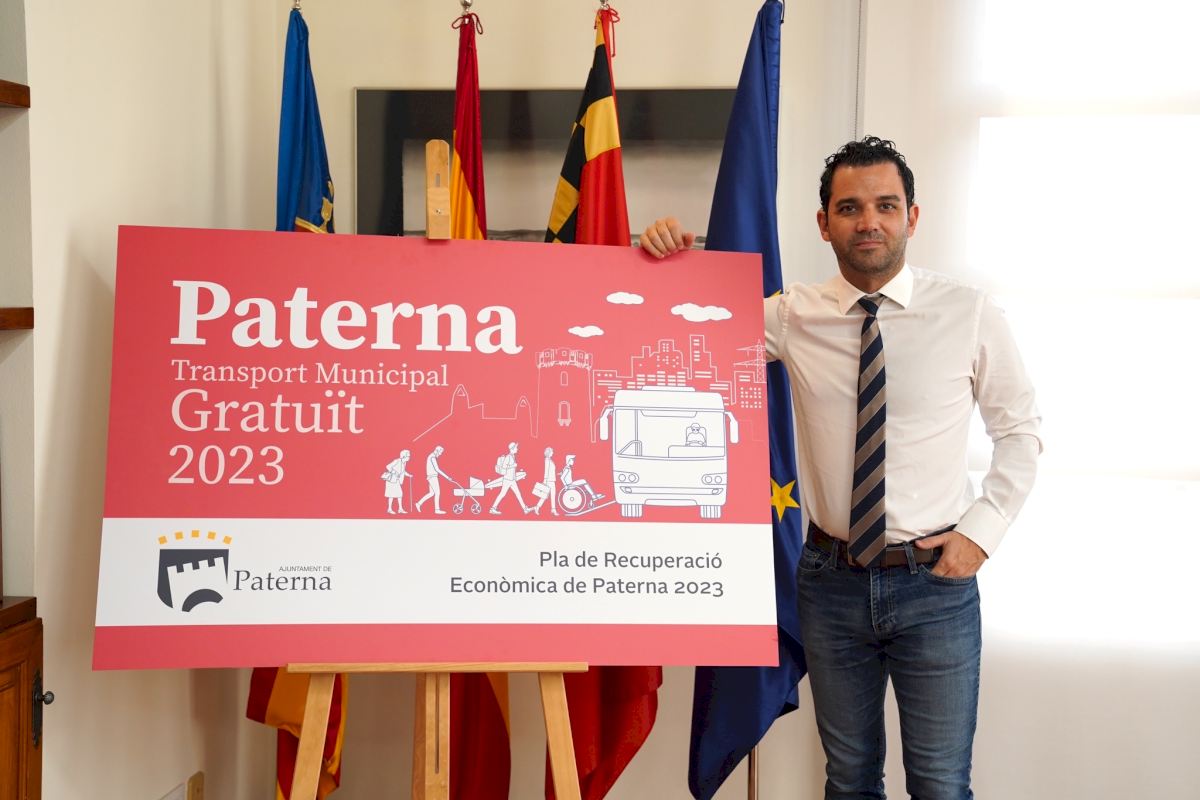 Paterna
Transport Municipal
Gratuït
2023
AJUNTAMENT DE
Paterna
Pla de Recuperació
Econòmica de Paterna 2023